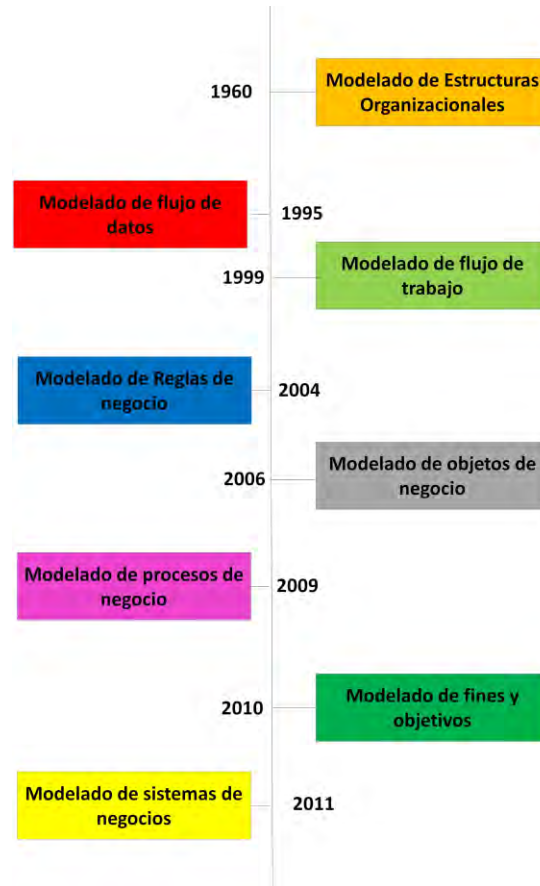 Modelado de Estructuras
Organizacionales
1960
Modelado de flujo de
datos
1995
Modelado de flujo de
trabajo
1999
Modelado de Reglas de
negocio
2004
Modelado de objetos de
negocio
2006
Modelado de procesos de
negocio
2009
Modelado de fines y
objetivos
2010
Modelado de sistemas de
negocios
2011